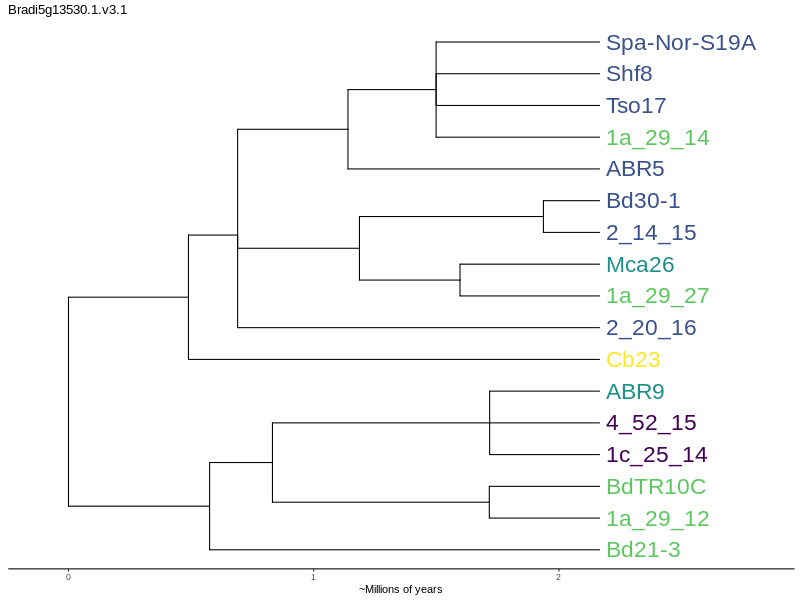 Bradi5g13530.1.v3.1
Spa-Nor-S19A
Shf8
Tso17
1a_29_14
ABR5
Bd30-1
2_14_15
Mca26
1a_29_27
2_20_16
Cb23
ABR9
4_52_15
1c_25_14
BdTR10C
1a_29_12
Bd21-3
0 1 2
~Millions of years